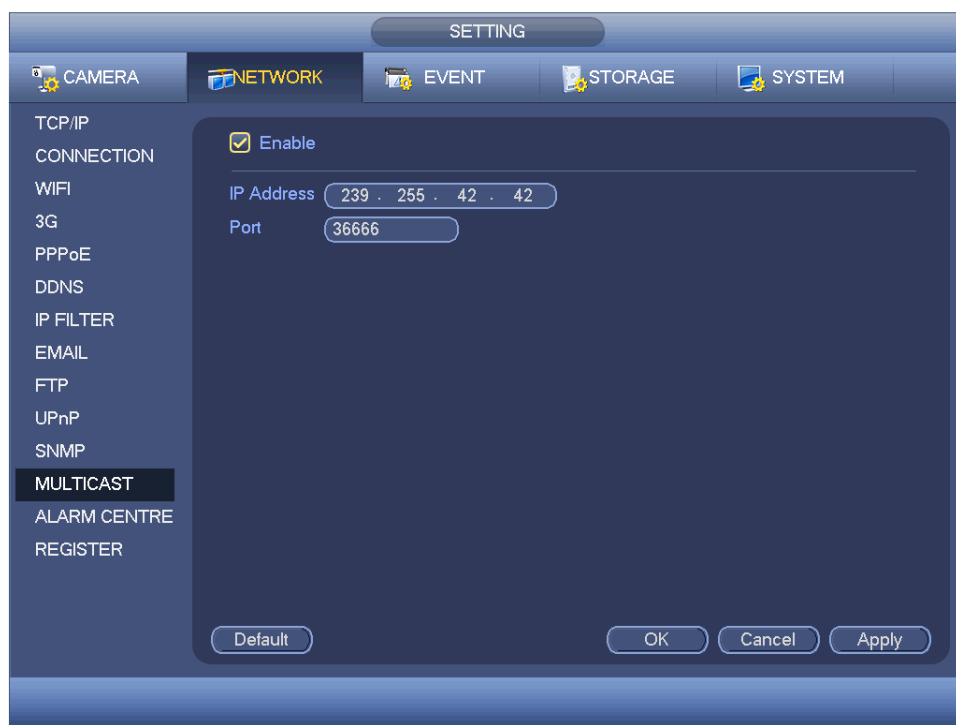 SETTING
CAMERA NETWORK EVENT STORAGE SYSTEM
TCP/IP
CONNECTION
WIFI
3G
PPPoE
DDNS
IP FILTER
EMAIL
FTP
UPnP
SNMP
MULTICAST
ALARM CENTRE
REGISTER
Enable
IP Address 239 . 255 . 42 . 42
Port 36666
Default OK Cancel Apply